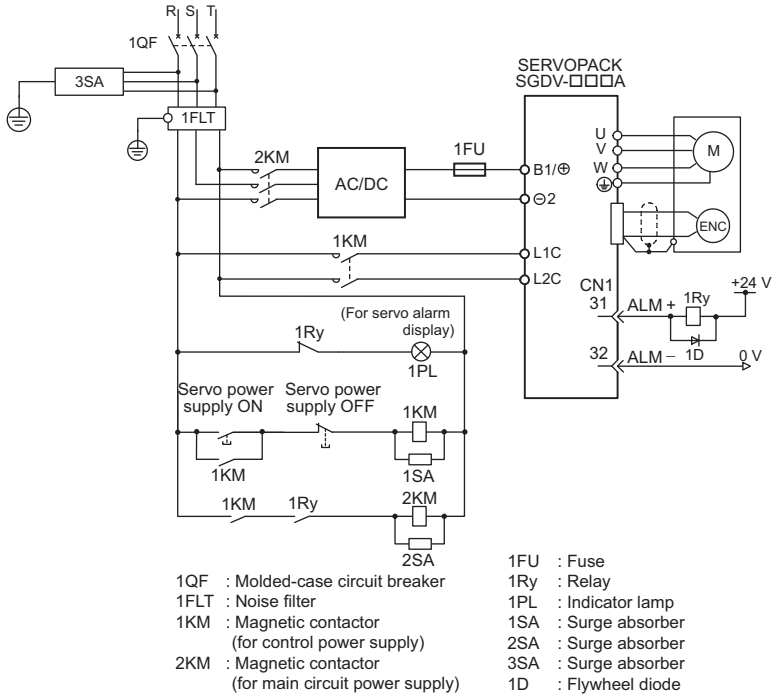 R S T
1QF
3SA
1FLT
SERVOPACK
SGDV-□□□A
2KM
AC/DC
1FU
B1/⊕
⊖2
U
V
W
M
ENC
1KM
L1C
L2C
CN1
31
ALM +
1Ry
+24 V
1D
32
ALM −
0 V
(For servo alarm
display)
1Ry
1PL
Servo power
supply ON
Servo power
supply OFF
1KM
1KM
1SA
1KM
1Ry
2KM
2SA
1QF : Molded-case circuit breaker
1FLT : Noise filter
1KM : Magnetic contactor
(for control power supply)
2KM : Magnetic contactor
(for main circuit power supply)
1FU : Fuse
1Ry : Relay
1PL : Indicator lamp
1SA : Surge absorber
2SA : Surge absorber
3SA : Surge absorber
1D : Flywheel diode